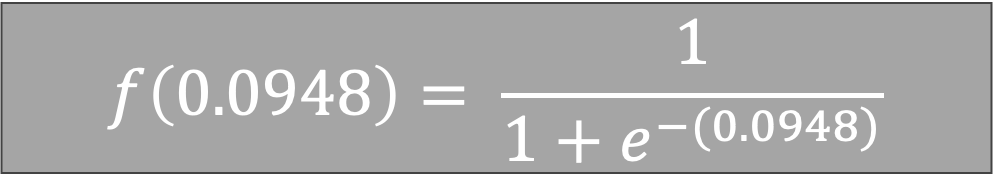 f(0.0948) = 1 / (1 + e^−(0.0948))